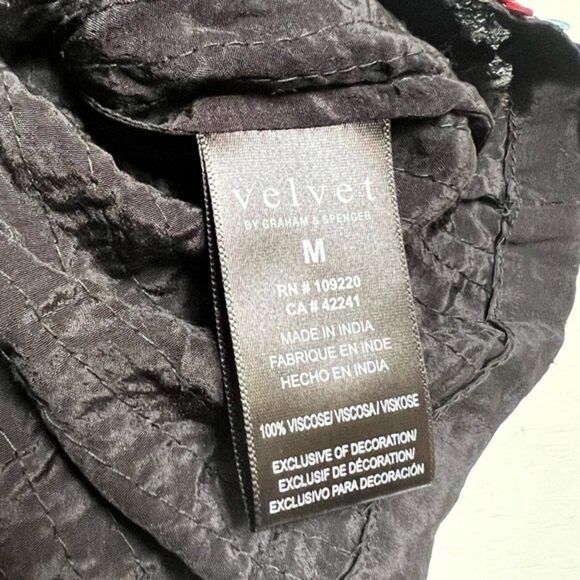 velvet
BY GRAHAM & SPENCER
M
RN # 109220
CA # 42241
MADE IN INDIA
FABRIQUE EN INDE
HECHO EN INDIA
100% VISCOSE/ VISCOSA / VISKOSE
EXCLUSIVE OF DECORATION/
EXCLUSIF DE DÉCORATION/
EXCLUSIVO PARA DECORACIÓN